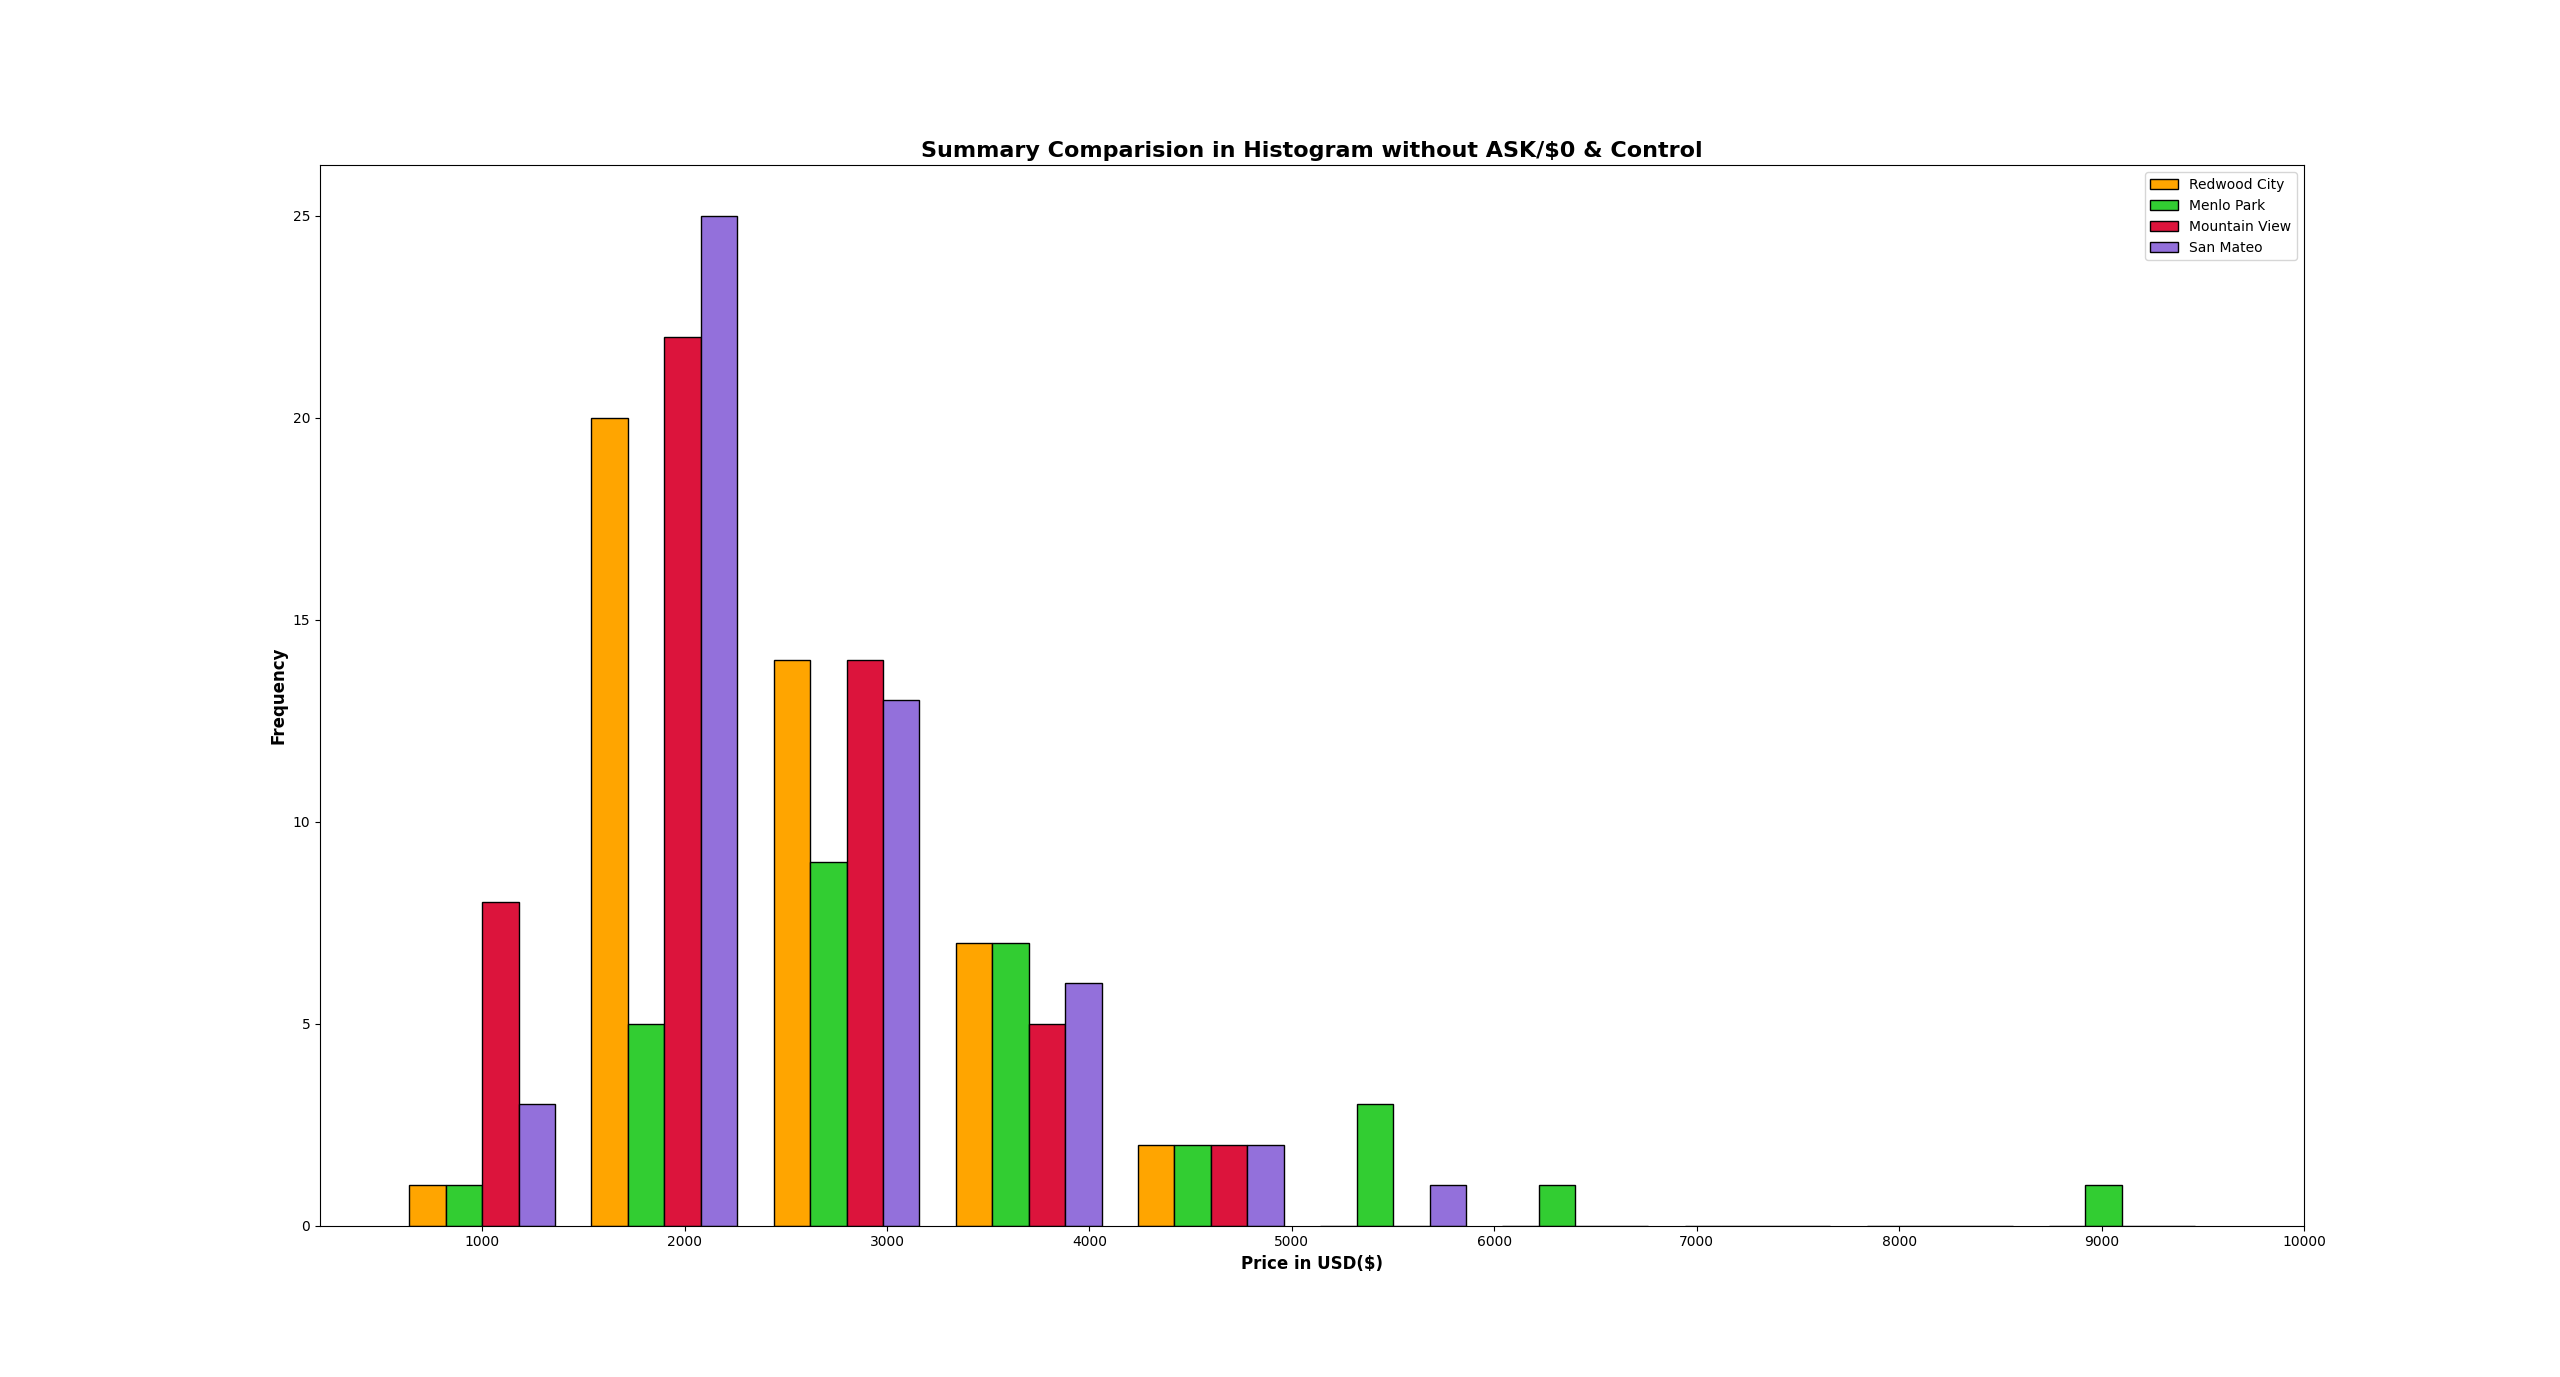 Summary Comparision in Histogram without ASK/$0 & Control
Redwood City
Menlo Park
Mountain View
San Mateo
25
20
15
10
5
0
Frequency
1000 2000 3000 4000 5000 6000 7000 8000 9000 10000
Price in USD($)